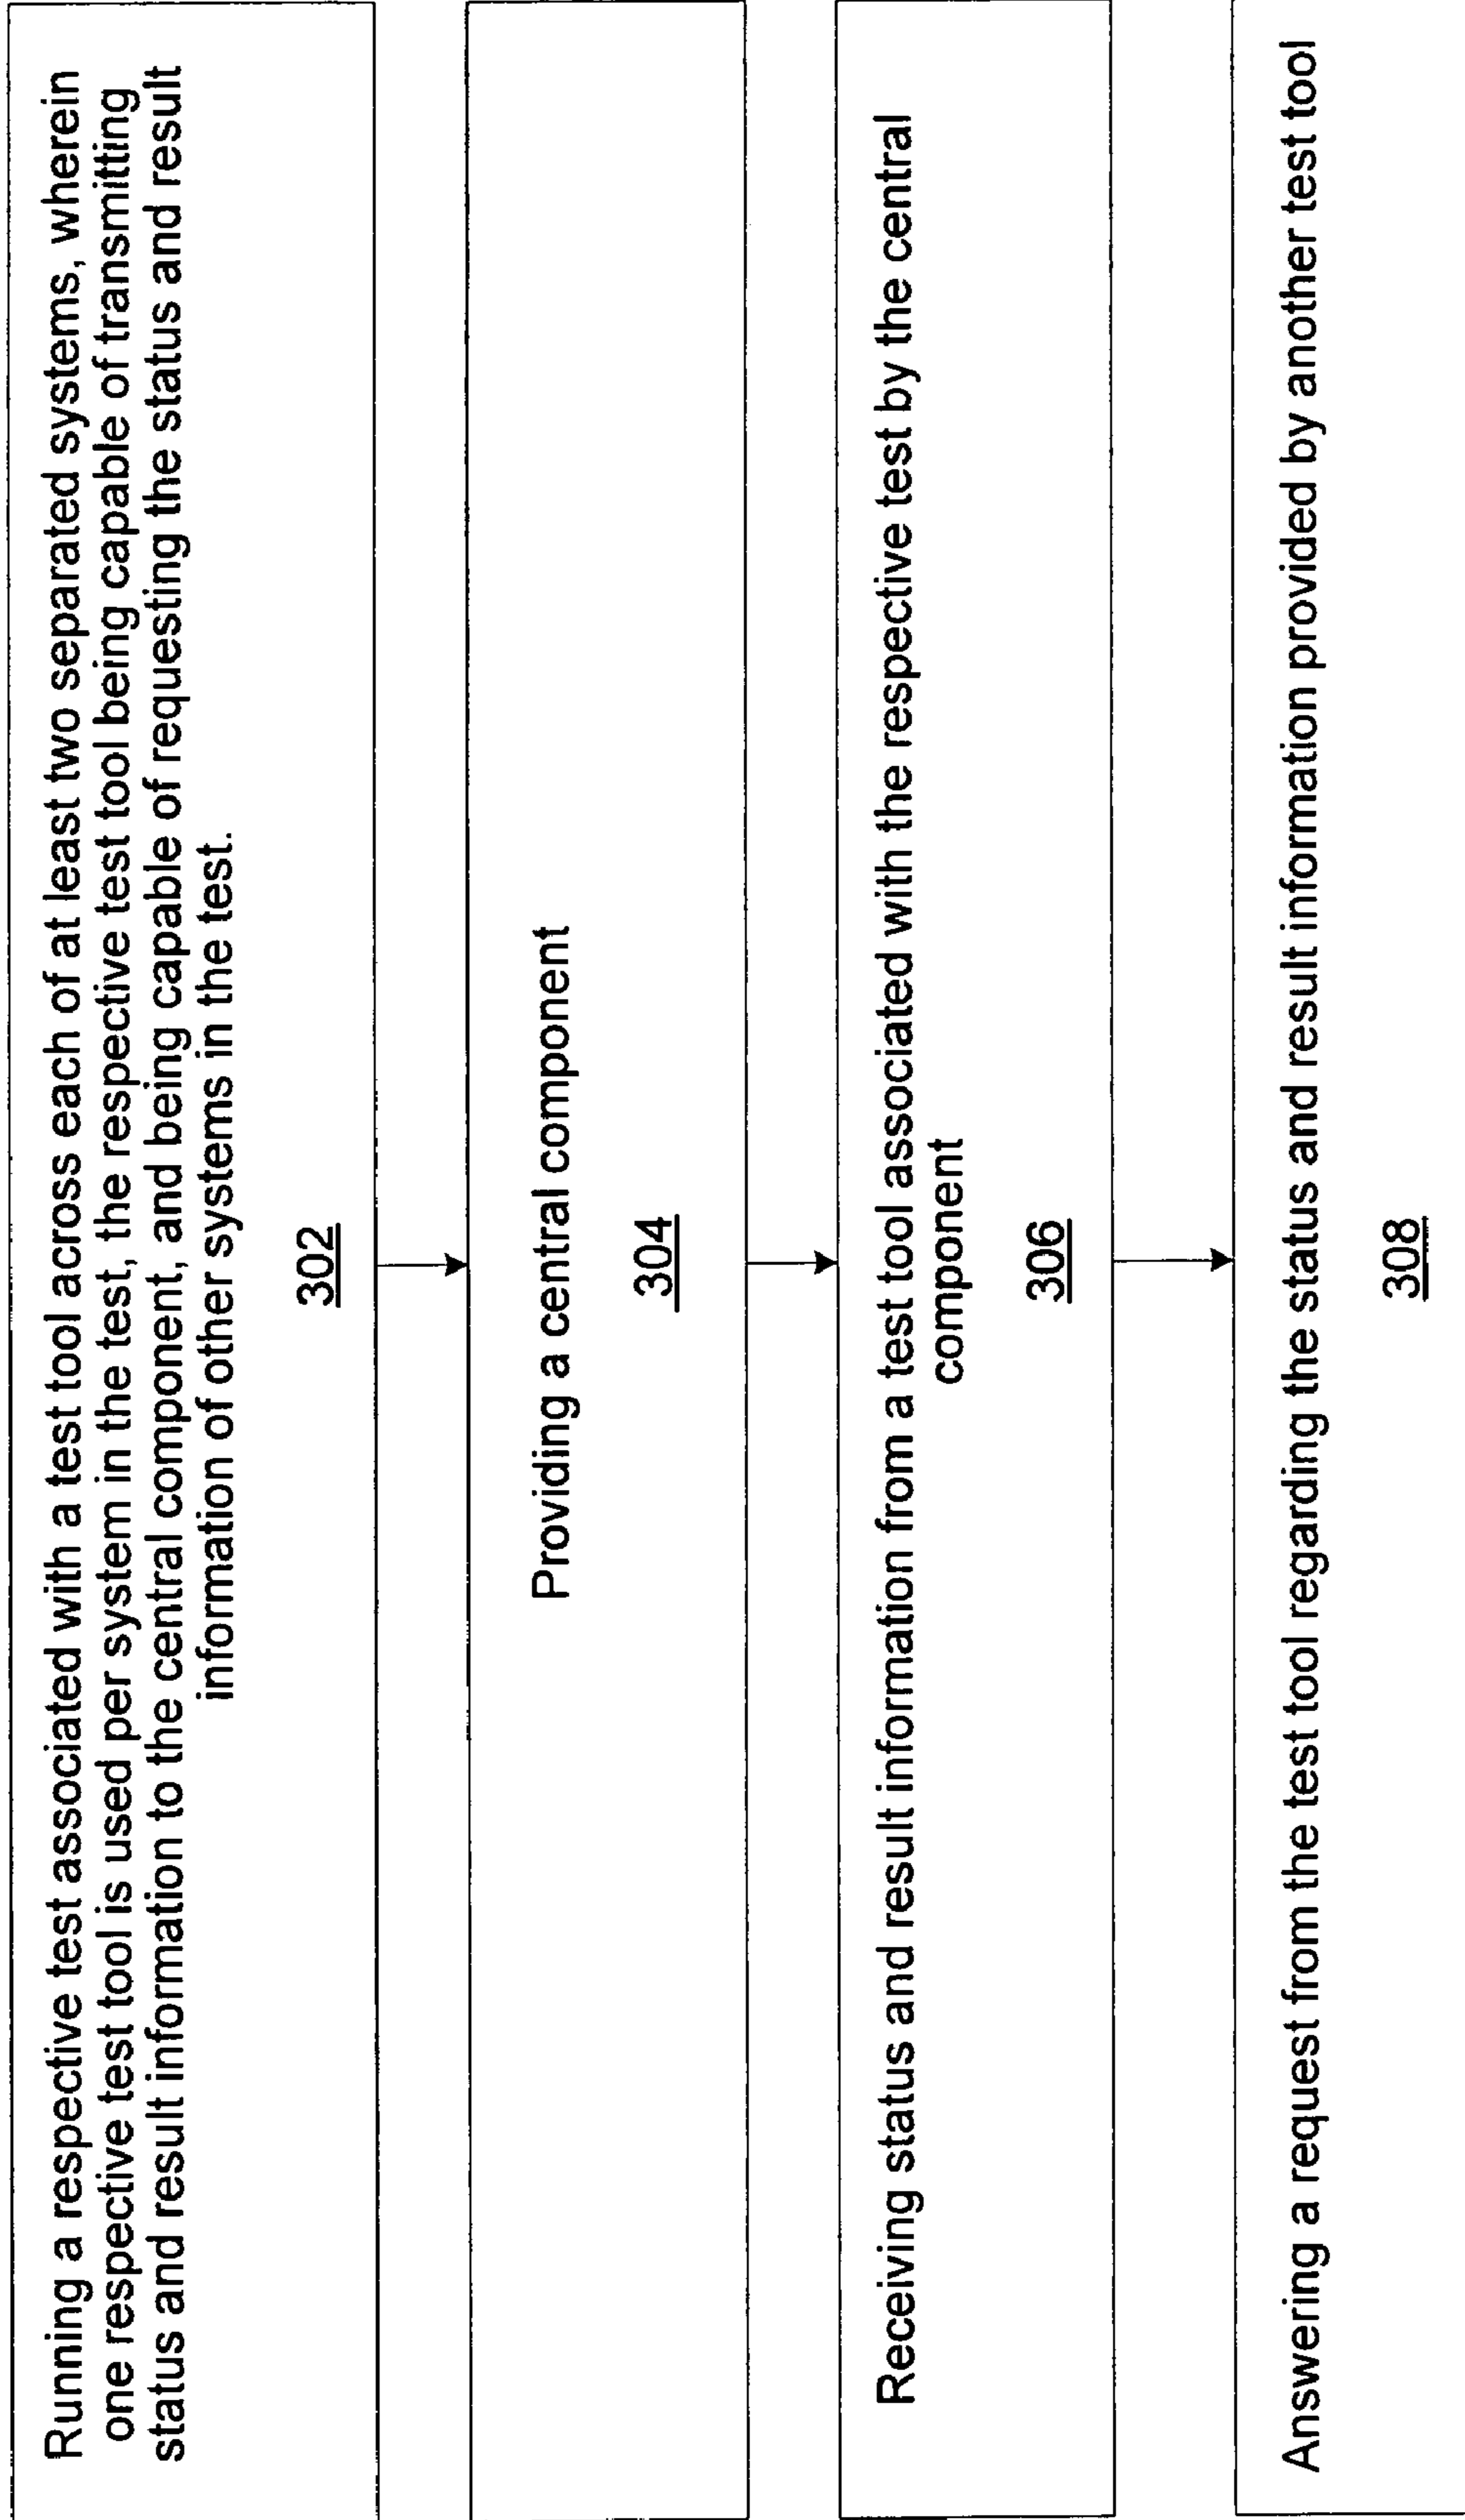 Running a respective test associated with a test tool across each of at least two separated systems, wherein
one respective test tool is used per system in the test, the respective test tool being capable of transmitting
status and result information to the central component, and being capable of requesting the status and result
information of other systems in the test.
302
Providing a central component
304
Receiving status and result information from a test tool associated with the respective test by the central
component
306
Answering a request from the test tool regarding the status and result information provided by another test tool
308